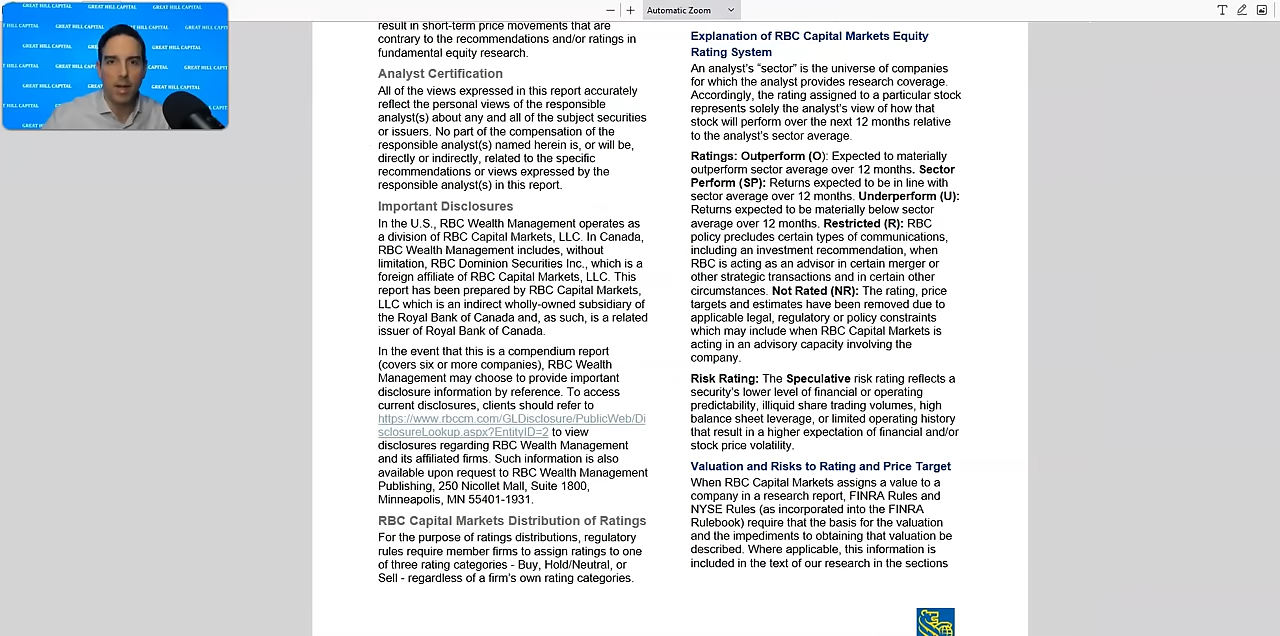 Automatic Zoom
GREAT HILL CAPITAL
GREAT HILL CAPITAL
GREAT HILL CAPITAL
result in short-term price movements that are
contrary to the recommendations and/or ratings in
fundamental equity research.
Analyst Certification
All of the views expressed in this report accurately
reflect the personal views of the responsible
analyst(s) about any and all of the subject securities
or issuers. No part of the compensation of the
responsible analyst(s) named herein is, or will be,
directly or indirectly, related to the specific
recommendations or views expressed by the
responsible analyst(s) in this report.
Important Disclosures
In the U.S., RBC Wealth Management operates as
a division of RBC Capital Markets, LLC. In Canada,
RBC Wealth Management includes, without
limitation, RBC Dominion Securities Inc., which is a
foreign affiliate of RBC Capital Markets, LLC. This
report has been prepared by RBC Capital Markets,
LLC which is an indirect wholly-owned subsidiary of
the Royal Bank of Canada and, as such, is a related
issuer of Royal Bank of Canada.
In the event that this is a compendium report
(covers six or more companies), RBC Wealth
Management may choose to provide important
disclosure information by reference. To access
current disclosures, clients should refer to
https://www.rbccm.com/GLDisclosure/PublicWeb/Di
sclosureLookup.aspx?EntityID=2 to view
disclosures regarding RBC Wealth Management
and its affiliated firms. Such information is also
available upon request to RBC Wealth Management
Publishing, 250 Nicollet Mall, Suite 1800,
Minneapolis, MN 55401-1931.
RBC Capital Markets Distribution of Ratings
For the purpose of ratings distributions, regulatory
rules require member firms to assign ratings to one
of three rating categories - Buy, Hold/Neutral, or
Sell - regardless of a firm's own rating categories.
Explanation of RBC Capital Markets Equity
Rating System
An analyst's “sector” is the universe of companies
for which the analyst provides research coverage.
Accordingly, the rating assigned to a particular stock
represents solely the analyst's view of how that
stock will perform over the next 12 months relative
to the analyst's sector average.
Ratings: Outperform (O): Expected to materially
outperform sector average over 12 months. Sector
Perform (SP): Returns expected to be in line with
sector average over 12 months. Underperform (U):
Returns expected to be materially below sector
average over 12 months. Restricted (R): RBC
policy precludes certain types of communications,
including an investment recommendation, when
RBC is acting as an advisor in certain merger or
other strategic transactions and in certain other
circumstances. Not Rated (NR): The rating, price
targets and estimates have been removed due to
applicable legal, regulatory or policy constraints
which may include when RBC Capital Markets is
acting in an advisory capacity involving the
company.
Risk Rating: The Speculative risk rating reflects a
security's lower level of financial or operating
predictability, illiquid share trading volumes, high
balance sheet leverage, or limited operating history
that result in a higher expectation of financial and/or
stock price volatility.
Valuation and Risks to Rating and Price Target
When RBC Capital Markets assigns a value to a
company in a research report, FINRA Rules and
NYSE Rules (as incorporated into the FINRA
Rulebook) require that the basis for the valuation
and the impediments to obtaining that valuation be
described. Where applicable, this information is
included in the text of our research in the sections